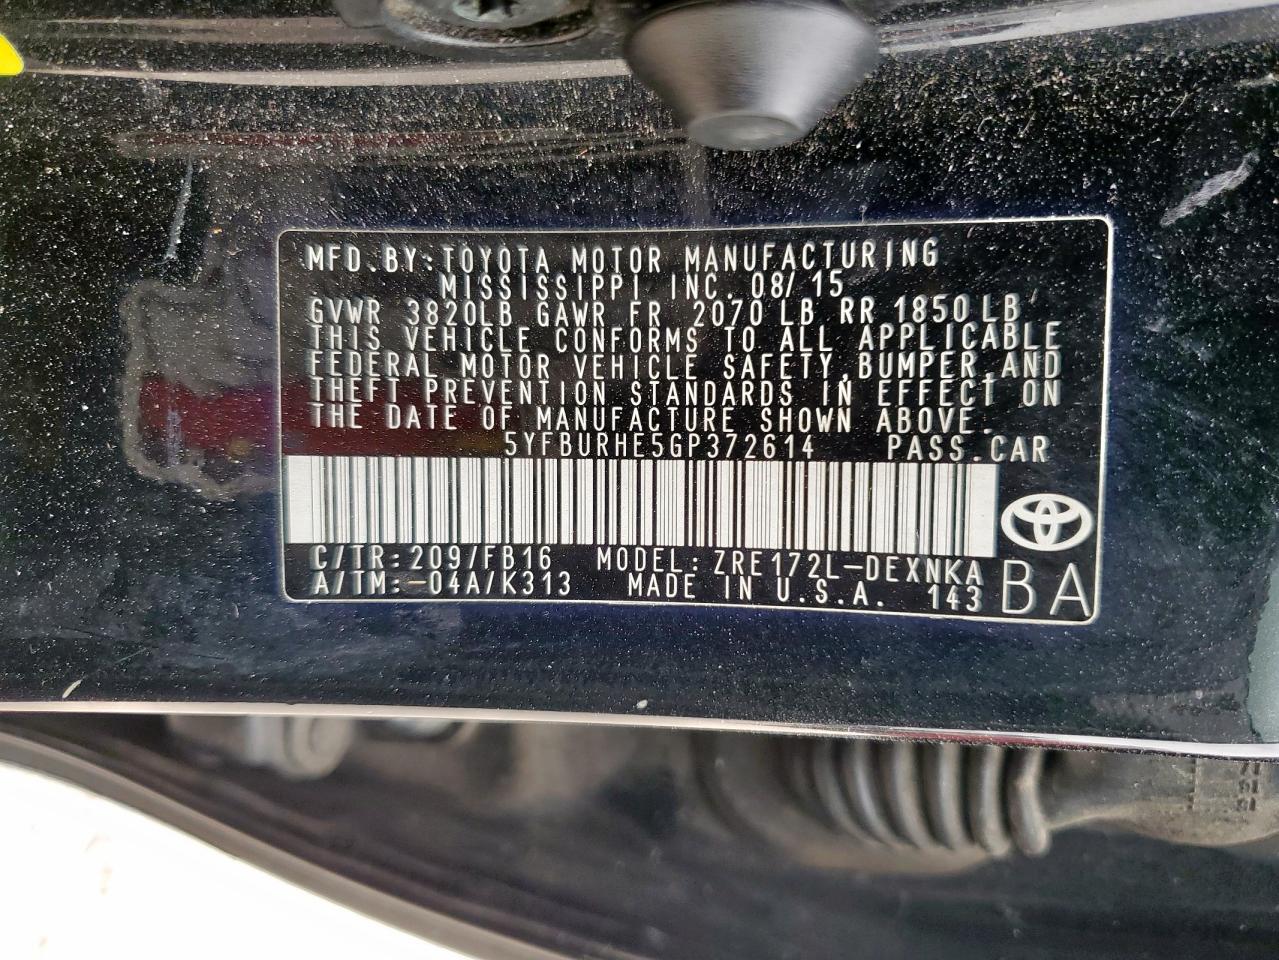 MFD.BY:TOYOTA MOTOR MANUFACTURING
MISSISSIPPI INC 08/15
GVWR 3820LB GAWR FR 2070LB RR 1850LB
THIS VEHICLE CONFORMS TO ALL APPLICABLE
FEDERAL MOTOR VEHICLE SAFETY,BUMPER,AND
THEFT PREVENTION STANDARDS IN EFFECT ON
THE DATE OF MANUFACTURE SHOWN ABOVE.
5YFBURHE5GP372614 PASS.CAR
C/TR:209/FB16 MODEL:ZRE172L-DEXNKA
A/TM:-04A/K313 MADE IN U.S.A. 143
BA